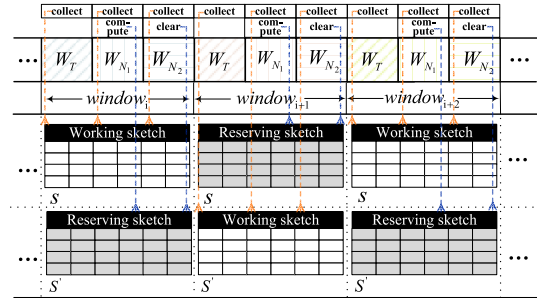 collect collect collect collect collect collect collect collect collect
com-pute clear com-pute clear com-pute clear
... W_T W_N1 W_N2 W_T W_N1 W_N2 W_T W_N1 W_N2 ...
window_i window_i+1 window_i+2
Working sketch Reserving sketch Working sketch
... ...
S S S
Reserving sketch Working sketch Reserving sketch
... ...
S' S' S'